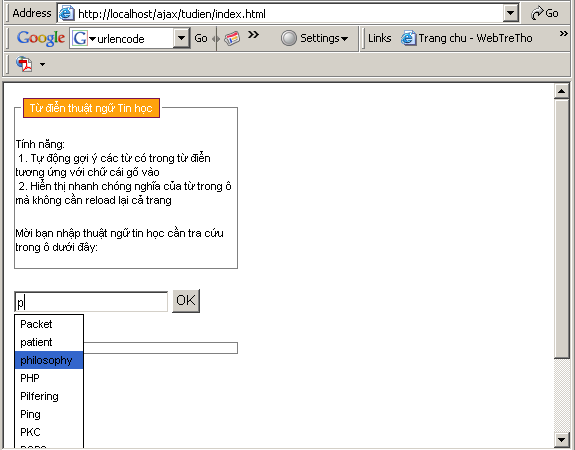 Address http://localhost/ajax/tudien/index.html Go
Google G urlencode Go » Settings Links Trang chu - WebTreTho »
Từ điển thuật ngữ Tin học
Tính năng:
1. Tự động gợi ý các từ có trong từ điển
tương ứng với chữ cái gõ vào
2. Hiển thị nhanh chóng nghĩa của từ trong ô
mà không cần reload lại cả trang
Mời bạn nhập thuật ngữ tin học cần tra cứu
trong ô dưới đây:
p OK
Packet
patient
philosophy
PHP
Pilfering
Ping
PKC